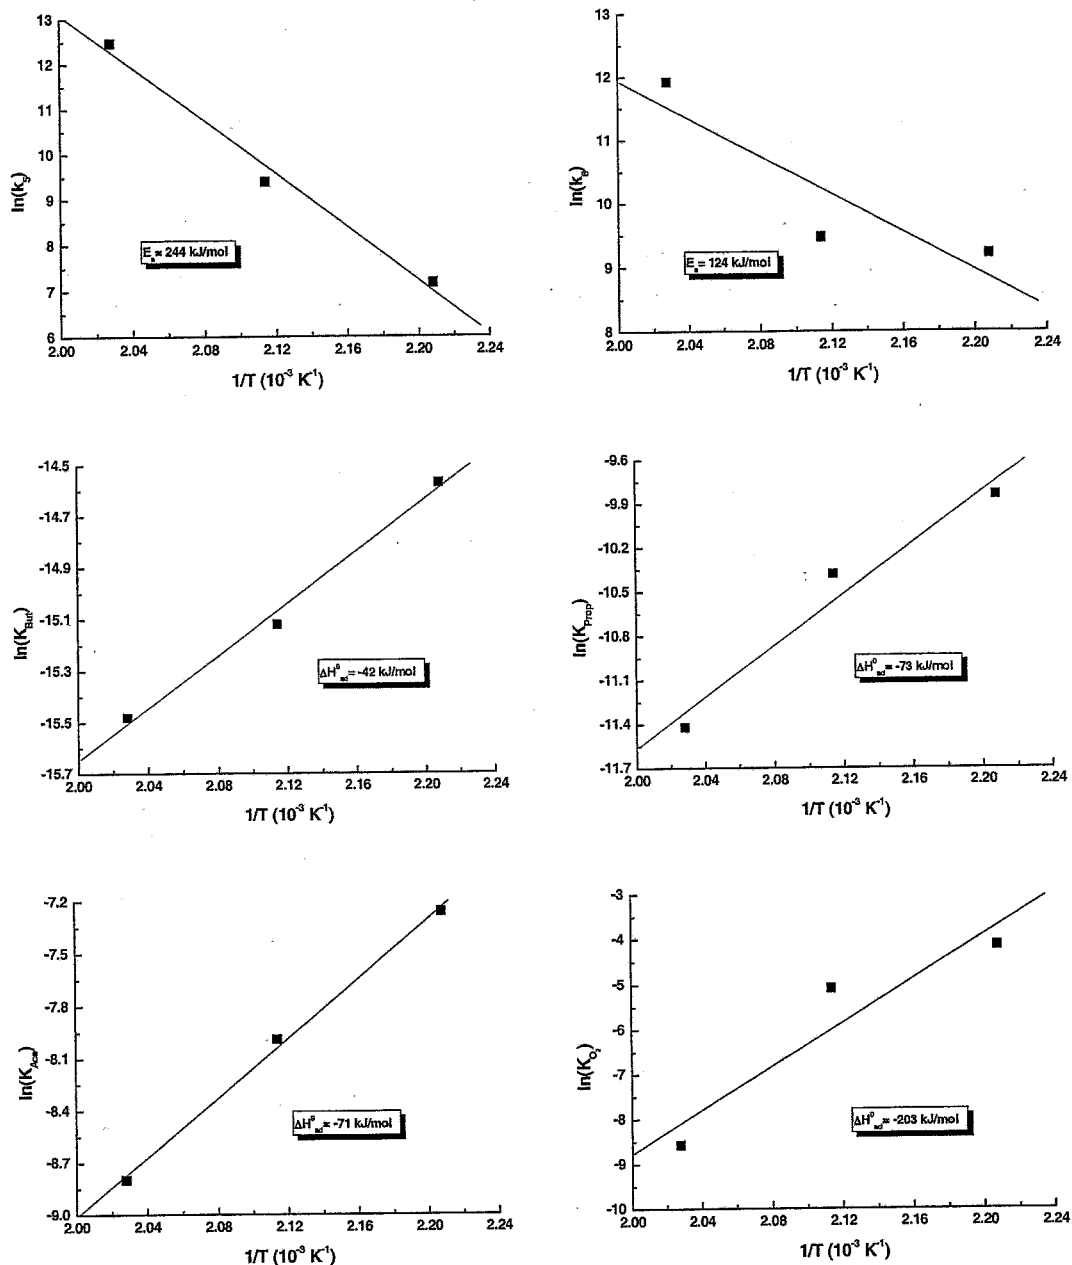 13
12
11
10
9
8
7
6
ln(k5)
Ea = 244 kJ/mol
2.00 2.04 2.08 2.12 2.16 2.20 2.24
1/T (10-3 K-1)
13
12
11
10
9
8
ln(k6)
Ea = 124 kJ/mol
2.00 2.04 2.08 2.12 2.16 2.20 2.24
1/T (10-3 K-1)
-14.5
-14.7
-14.9
-15.1
-15.3
-15.5
-15.7
ln(KBut)
ΔH0ad = -42 kJ/mol
2.00 2.04 2.08 2.12 2.16 2.20 2.24
1/T (10-3 K-1)
-9.6
-9.9
-10.2
-10.5
-10.8
-11.1
-11.4
-11.7
ln(KProp)
ΔH0ad = -73 kJ/mol
2.00 2.04 2.08 2.12 2.16 2.20 2.24
1/T (10-3 K-1)
-7.2
-7.5
-7.8
-8.1
-8.4
-8.7
-9.0
ln(KAce)
ΔH0ad = -71 kJ/mol
2.00 2.04 2.08 2.12 2.16 2.20 2.24
1/T (10-3 K-1)
-3
-4
-5
-6
-7
-8
-9
-10
ln(KO2)
ΔH0ad = -203 kJ/mol
2.00 2.04 2.08 2.12 2.16 2.20 2.24
1/T (10-3 K-1)